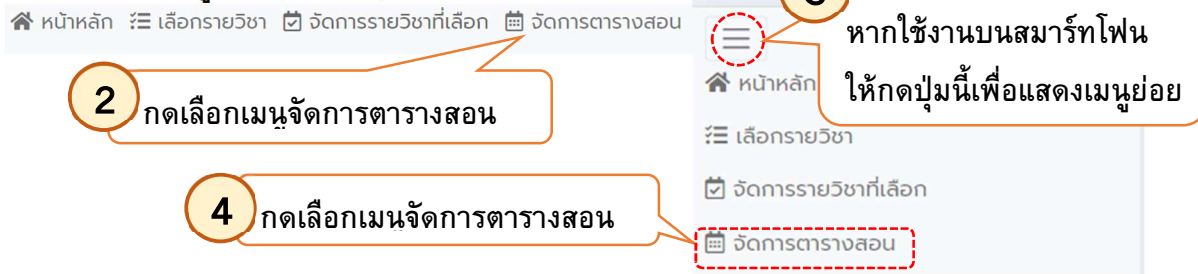 หน้าหลัก เลือกรายวิชา จัดการรายวิชาที่เลือก จัดการตารางสอน
2 กดเลือกเมนูจัดการตารางสอน
หากใช้งานบนสมาร์ทโฟน
ให้กดปุ่มนี้เพื่อแสดงเมนูย่อย
หน้าหลัก
เลือกรายวิชา
จัดการรายวิชาที่เลือก
4 กดเลือกเมนูจัดการตารางสอน
จัดการตารางสอน